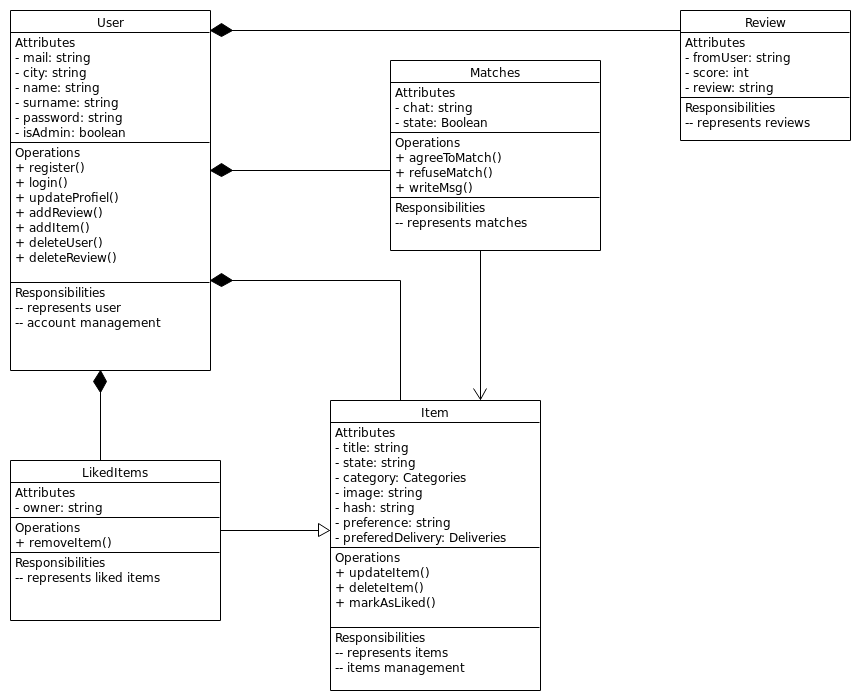 User
Attributes
- mail: string
- city: string
- name: string
- surname: string
- password: string
- isAdmin: boolean
Operations
+ register()
+ login()
+ updateProfiel()
+ addReview()
+ addItem()
+ deleteUser()
+ deleteReview()
Responsibilities
-- represents user
-- account management
Matches
Attributes
- chat: string
- state: Boolean
Operations
+ agreeToMatch()
+ refuseMatch()
+ writeMsg()
Responsibilities
-- represents matches
Review
Attributes
- fromUser: string
- score: int
- review: string
Responsibilities
-- represents reviews
LikedItems
Attributes
- owner: string
Operations
+ removeItem()
Responsibilities
-- represents liked items
Item
Attributes
- title: string
- state: string
- category: Categories
- image: string
- hash: string
- preference: string
- preferedDelivery: Deliveries
Operations
+ updateItem()
+ deleteItem()
+ markAsLiked()
Responsibilities
-- represents items
-- items management